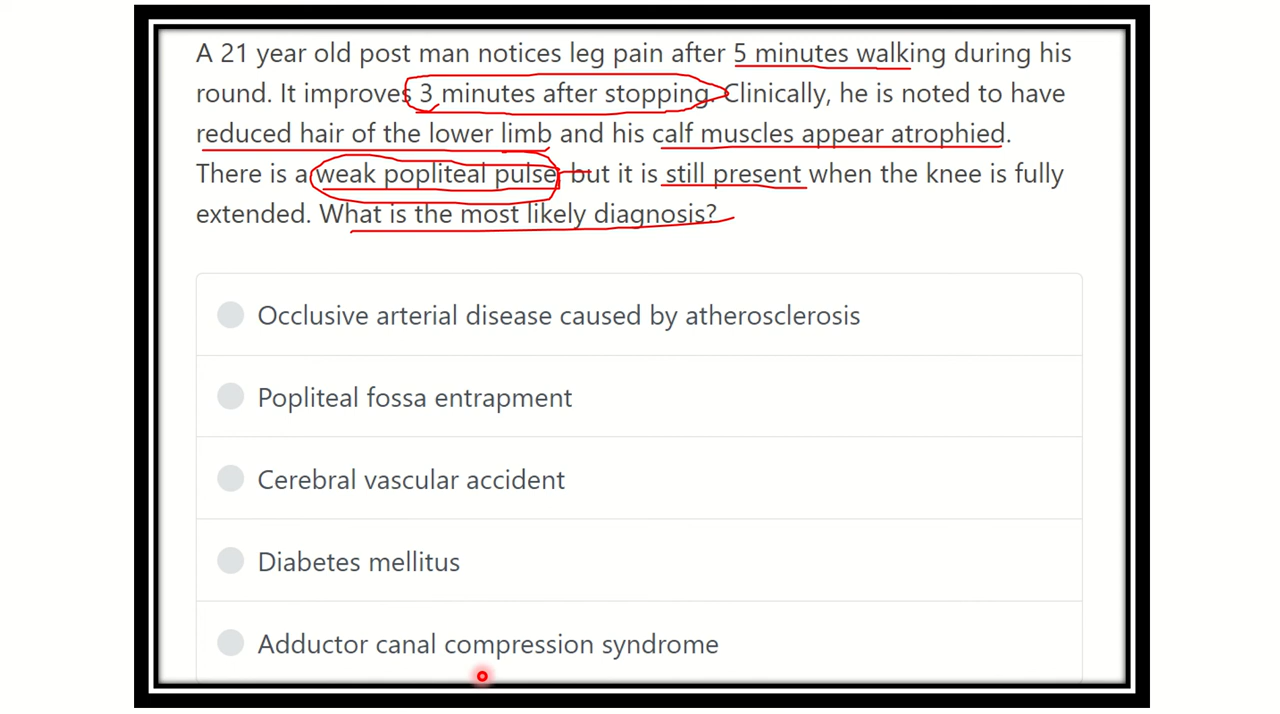 A 21 year old post man notices leg pain after 5 minutes walking during his
round. It improves 3 minutes after stopping. Clinically, he is noted to have
reduced hair of the lower limb and his calf muscles appear atrophied.
There is a weak popliteal pulse but it is still present when the knee is fully
extended. What is the most likely diagnosis?
Occlusive arterial disease caused by atherosclerosis
Popliteal fossa entrapment
Cerebral vascular accident
Diabetes mellitus
Adductor canal compression syndrome